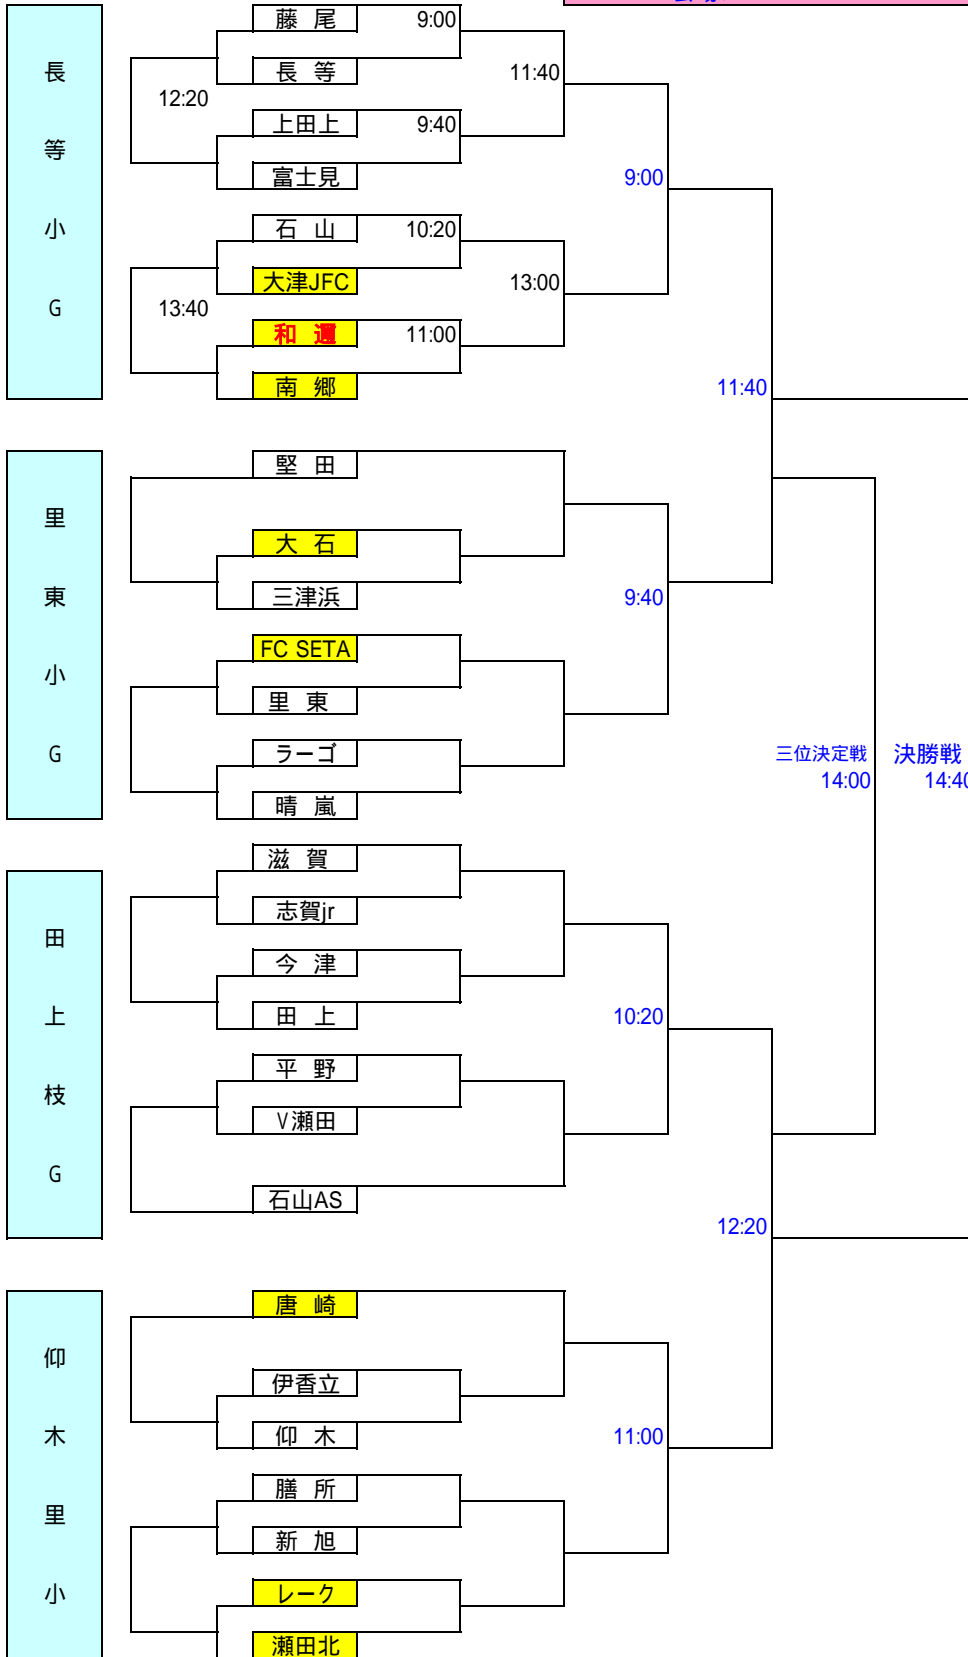 長
等
小
G
藤 尾 9:00
長 等
11:40
12:20
上田上 9:40
富士見
9:00
石 山 10:20
大津JFC
13:00
13:40
和 邇 11:00
南 郷
11:40
里
東
小
G
堅 田
大 石
三津浜
9:40
FC SETA
里 東
ラーゴ
晴 嵐
三位決定戦
14:00
決勝戦
14:40
田
上
枝
G
滋 賀
志賀jr
今 津
田 上
10:20
平 野
V瀬田
石山AS
12:20
仰
木
里
小
唐 崎
伊香立
仰 木
11:00
膳 所
新 旭
レーク
瀬田北